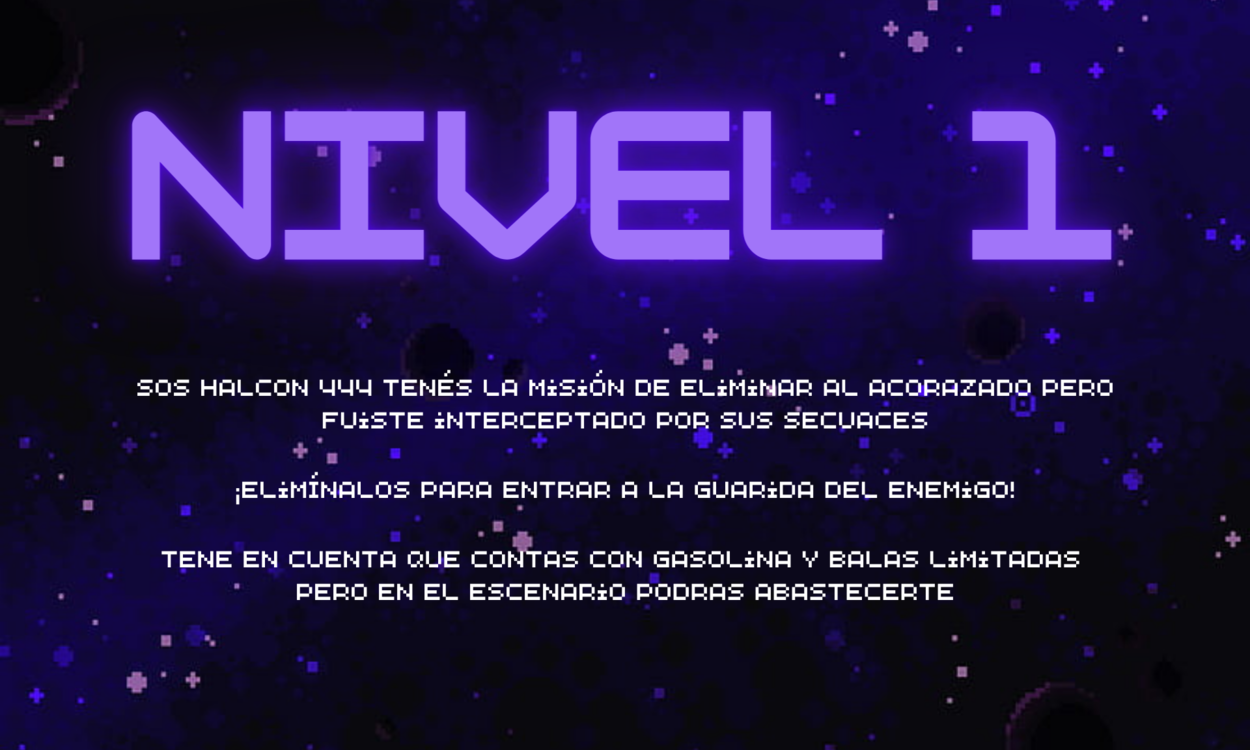 NIVEL 1
SOS HALCON 444 TENÉS LA MiSiÓN DE ELiMiNAR AL ACORAZADO PERO
FUiSTE iNTERCEPTADO POR SUS SECUACES
¡ELiMÍNALOS PARA ENTRAR A LA GUARiDA DEL ENEMiGO!
TENE EN CUENTA QUE CONTAS CON GASOLiNA Y BALAS LiMiTADAS
PERO EN EL ESCENARiO PODRAS ABASTECERTE